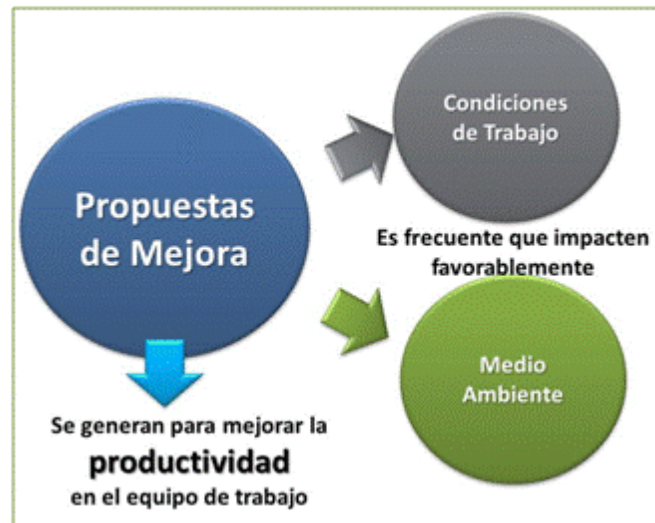 Propuestas
de Mejora
Condiciones
de Trabajo
Es frecuente que impacten
favorablemente
Medio
Ambiente
Se generan para mejorar la
productividad
en el equipo de trabajo